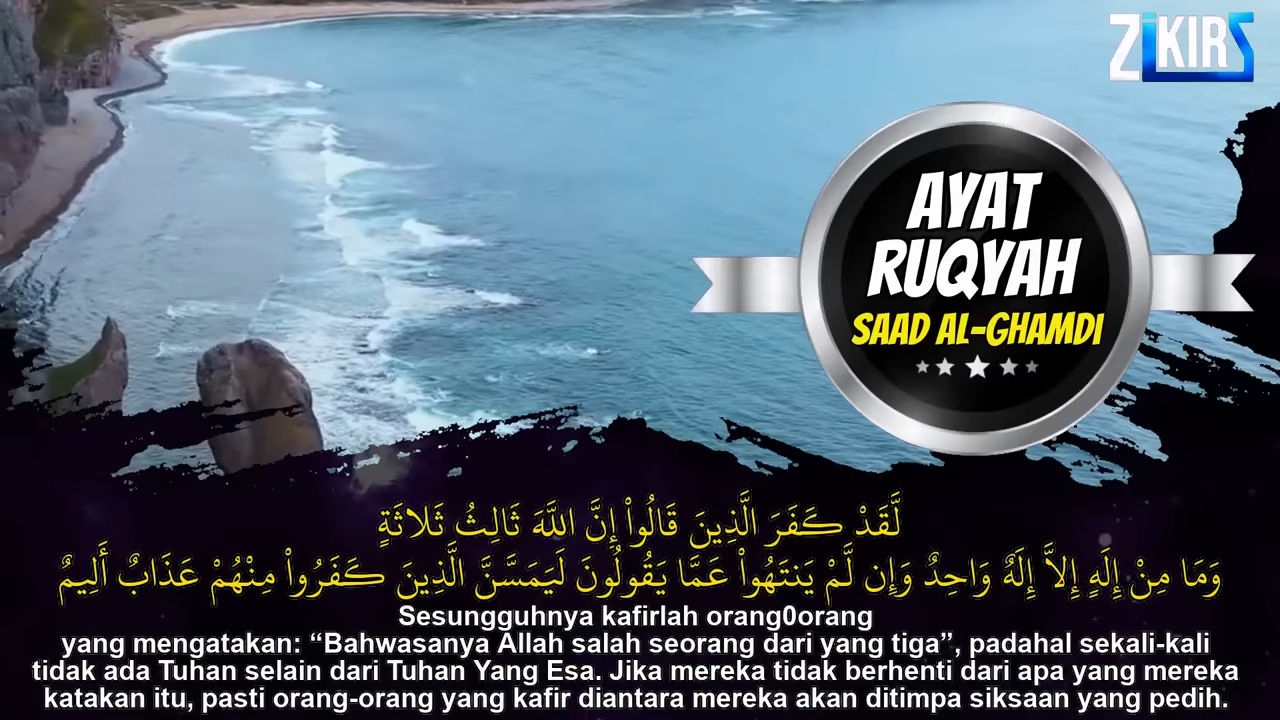 ZIKIRS
AYAT
RUQYAH
SAAD AL-GHAMDI
لَّقَدْ كَفَرَ الَّذِينَ قَالُواْ إِنَّ اللَّهَ ثَالِثُ ثَلاثَةٍ
وَمَا مِنْ إِلَهٍ إِلاَّ إِلَهٌ وَاحِدٌ وَإِن لَّمْ يَنتَهُواْ عَمَّا يَقُولُونَ لَيَمَسَّنَّ الَّذِينَ كَفَرُواْ مِنْهُمْ عَذَابٌ أَلِيمٌ
Sesungguhnya kafirlah orang0orang
yang mengatakan: “Bahwasanya Allah salah seorang dari yang tiga”, padahal sekali-kali
tidak ada Tuhan selain dari Tuhan Yang Esa. Jika mereka tidak berhenti dari apa yang mereka
katakan itu, pasti orang-orang yang kafir diantara mereka akan ditimpa siksaan yang pedih.